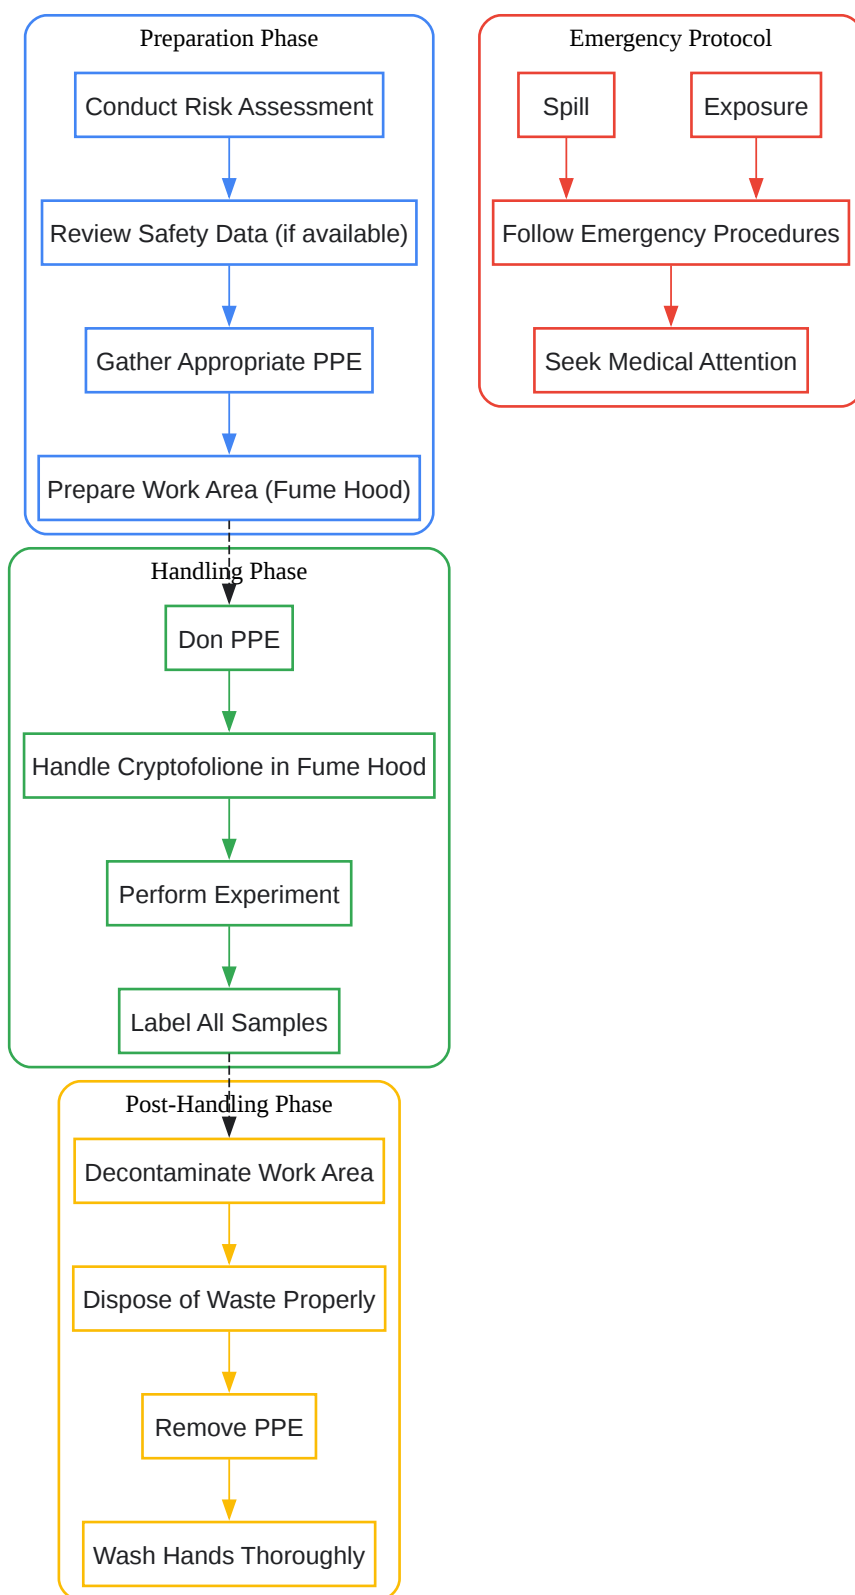 Preparation Phase
Conduct Risk Assessment
Review Safety Data (if available)
Gather Appropriate PPE
Prepare Work Area (Fume Hood)
Emergency Protocol
Spill
Exposure
Follow Emergency Procedures
Seek Medical Attention
Handling Phase
Don PPE
Handle Cryptofolione in Fume Hood
Perform Experiment
Label All Samples
Post-Handling Phase
Decontaminate Work Area
Dispose of Waste Properly
Remove PPE
Wash Hands Thoroughly